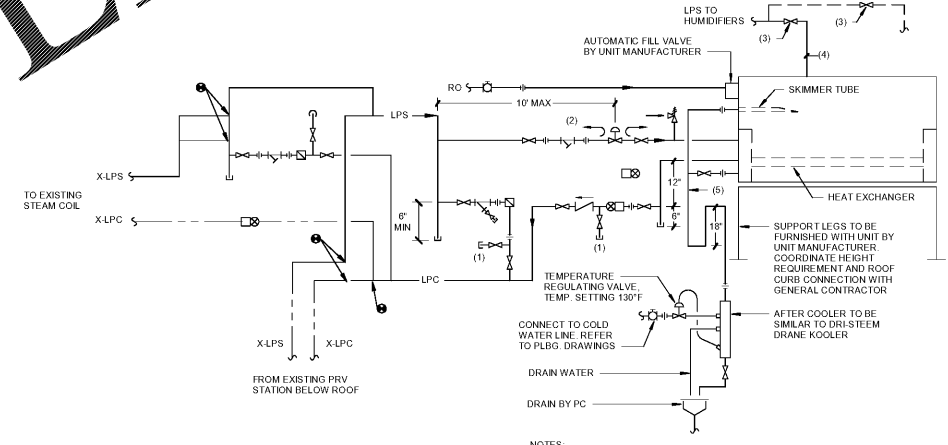 LPS TO
HUMIDIFIERS
(3)
(3)
(4)
AUTOMATIC FILL VALVE
BY UNIT MANUFACTURER
RO
SKIMMER TUBE
10' MAX
LPS
(2)
X-LPS
TO EXISTING
STEAM COIL
X-LPC
12"
(5)
HEAT EXCHANGER
6"
MIN
6"
18"
(1)
(1)
SUPPORT LEGS TO BE
FURNISHED WITH UNIT BY
UNIT MANUFACTURER.
COORDINATE HEIGHT
REQUIREMENT AND ROOF
CURB CONNECTION WITH
GENERAL CONTRACTOR
LPC
TEMPERATURE
REGULATING VALVE,
TEMP. SETTING 130°F
AFTER COOLER TO BE
SIMILAR TO DRI-STEEM
DRANE KOOLER
CONNECT TO COLD
WATER LINE. REFER
TO PLBG. DRAWINGS
X-LPS
X-LPC
DRAIN WATER
FROM EXISTING PRV
STATION BELOW ROOF
DRAIN BY PC
NOTES: